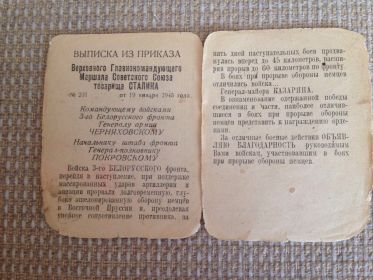 ВЫПИСКА ИЗ ПРИКАЗА
Верховного Главнокомандующего
Маршала Советского Союза
товарища СТАЛИНА
от 19 января 1945 года
Командующему войсками
3-го Белорусского фронта
Генералу армии
ЧЕРНЯХОВСКОМУ
Начальнику штаба фронта
Генерал-полковнику
ПОКРОВСКОМУ
Войска 3-го БЕЛОРУССКОГО фронта,
перейдя в наступление, при поддержке
массированных ударов артиллерии и
авиации прорвали долговременную, глу-
боко эшелонированную оборону немцев
в Восточной Пруссии и, преодолевая
упорное сопротивление противника, за
пять дней наступательных боев продви-
нулись вперед до 45 километров, расши-
рив прорыв до 60 километров по фронту.
В боях при прорыве обороны немцев
отличились войска...
Генерал-майора КАЗАРЯНА.
В ознаменование одержанной победы
соединения и части, наиболее отличив-
шиеся в боях при прорыве обороны
немцев представить к награждению орде-
нами.
За отличные боевые действия ОБЪЯВ-
ЛЯЮ БЛАГОДАРНОСТЬ руководимым
Вами войскам, участвовавшим в боях
при прорыве обороны немцев.